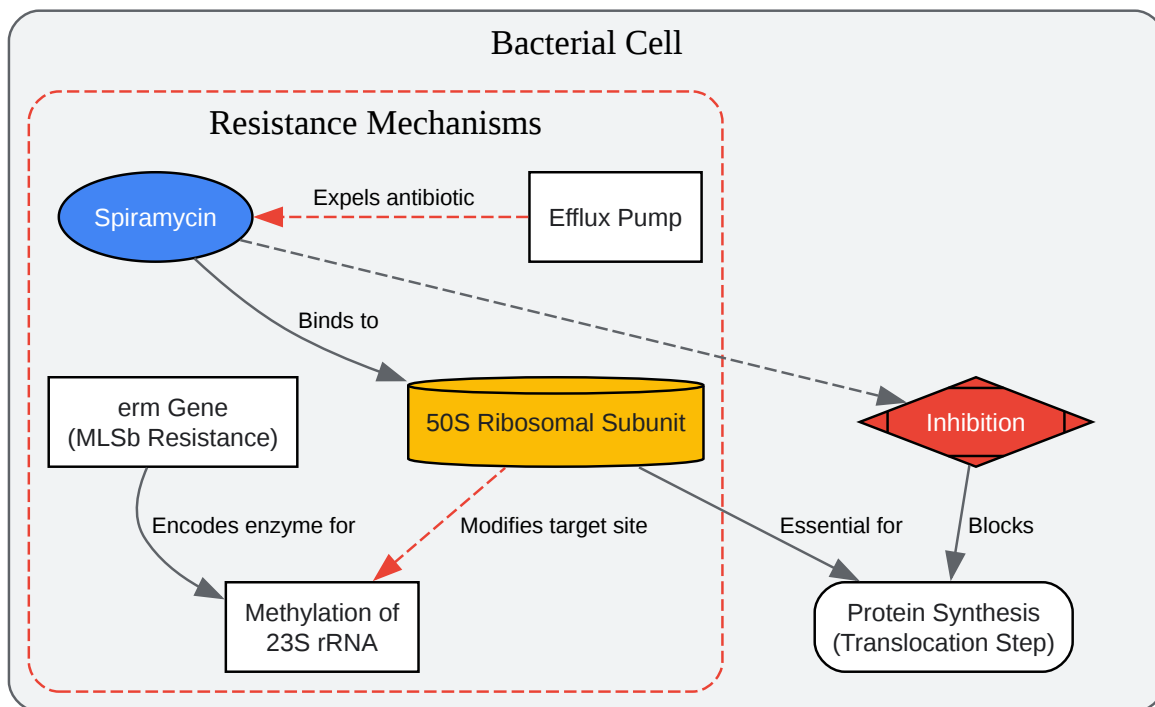 Bacterial Cell
Resistance Mechanisms
Expels antibiotic
Spiramycin
Efflux Pump
Binds to
erm Gene
(MLSb Resistance)
50S Ribosomal Subunit
Inhibition
Encodes enzyme for
Modifies target site
Essential for
Blocks
Methylation of
23S rRNA
Protein Synthesis
(Translocation Step)